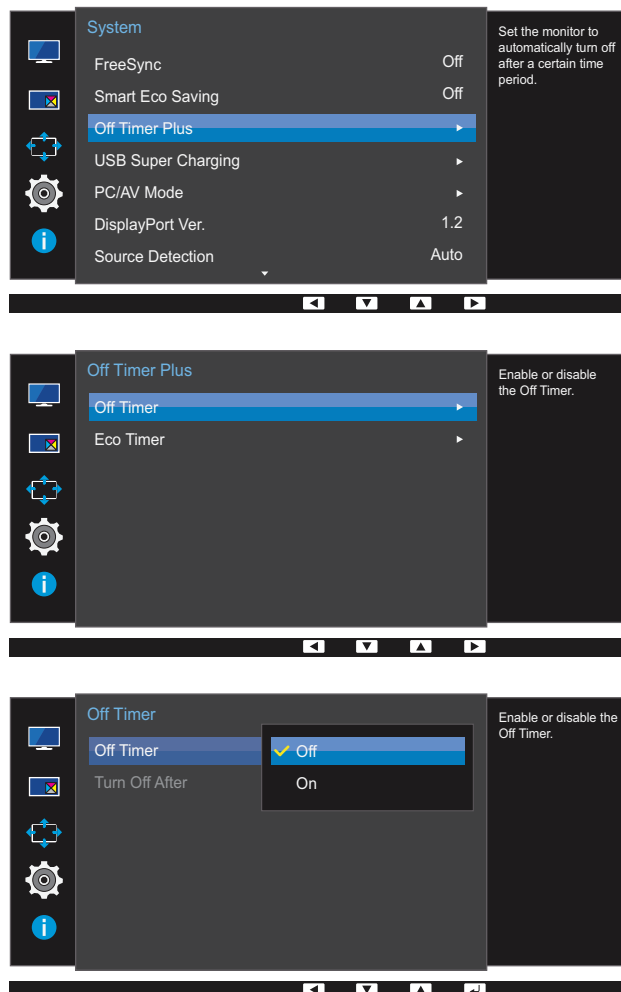 System
FreeSync Off
Smart Eco Saving Off
Off Timer Plus
USB Super Charging
PC/AV Mode
DisplayPort Ver. 1.2
Source Detection Auto
Set the monitor to
automatically turn off
after a certain time
period.
i
Off Timer Plus
Off Timer
Eco Timer
Enable or disable
the Off Timer.
i
Off Timer
Off Timer Off
Turn Off After On
Enable or disable the
Off Timer.
i